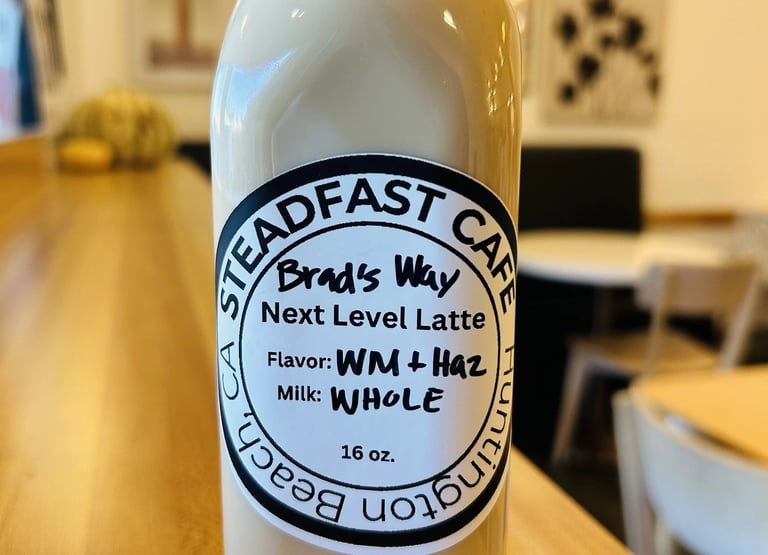 STEADFAST CAFE
Brad's Way
Next Level Latte
Flavor: WM + Haz
Milk: WHOLE
16 oz.
Huntington Beach, CA